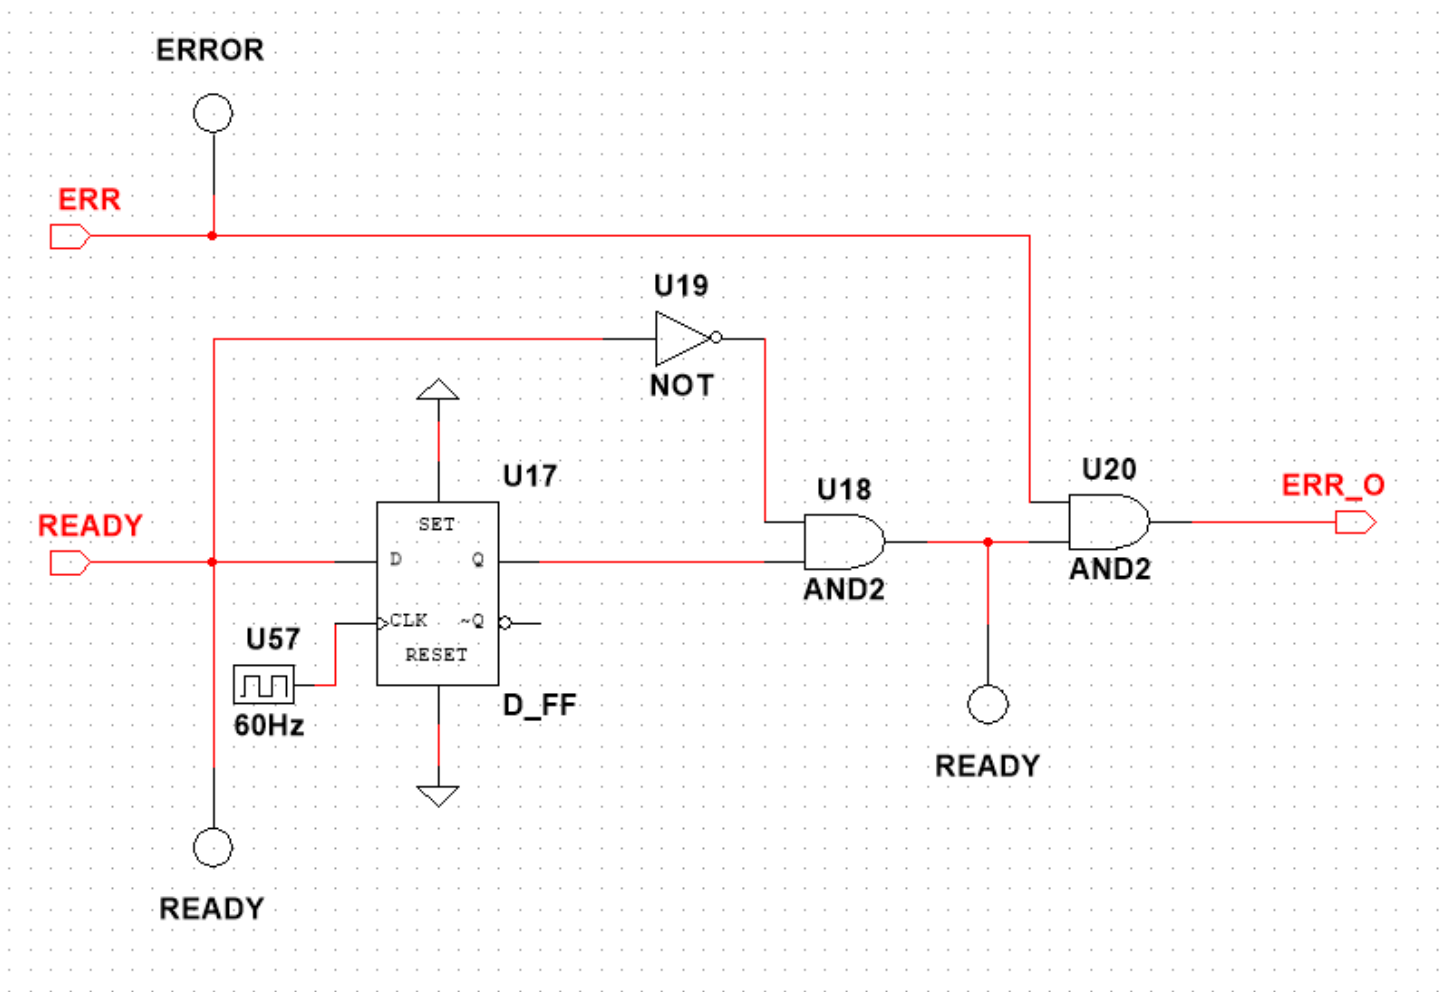 ERROR
ERR
U19
NOT
U17
SET
READY
D
Q
CLK
~Q
RESET
U57
60Hz
D_FF
U18
AND2
U20
AND2
ERR_O
READY
READY